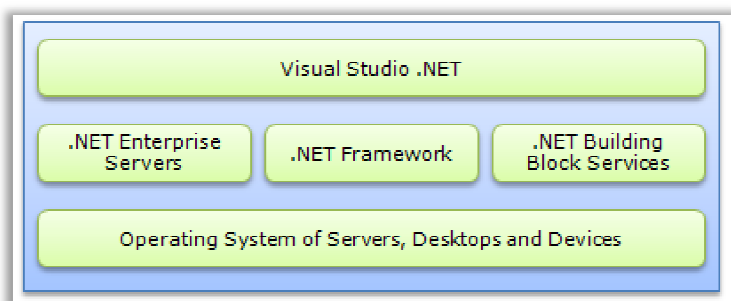 Visual Studio .NET
.NET Enterprise
Servers
.NET Framework
.NET Building
Block Services
Operating System of Servers, Desktops and Devices